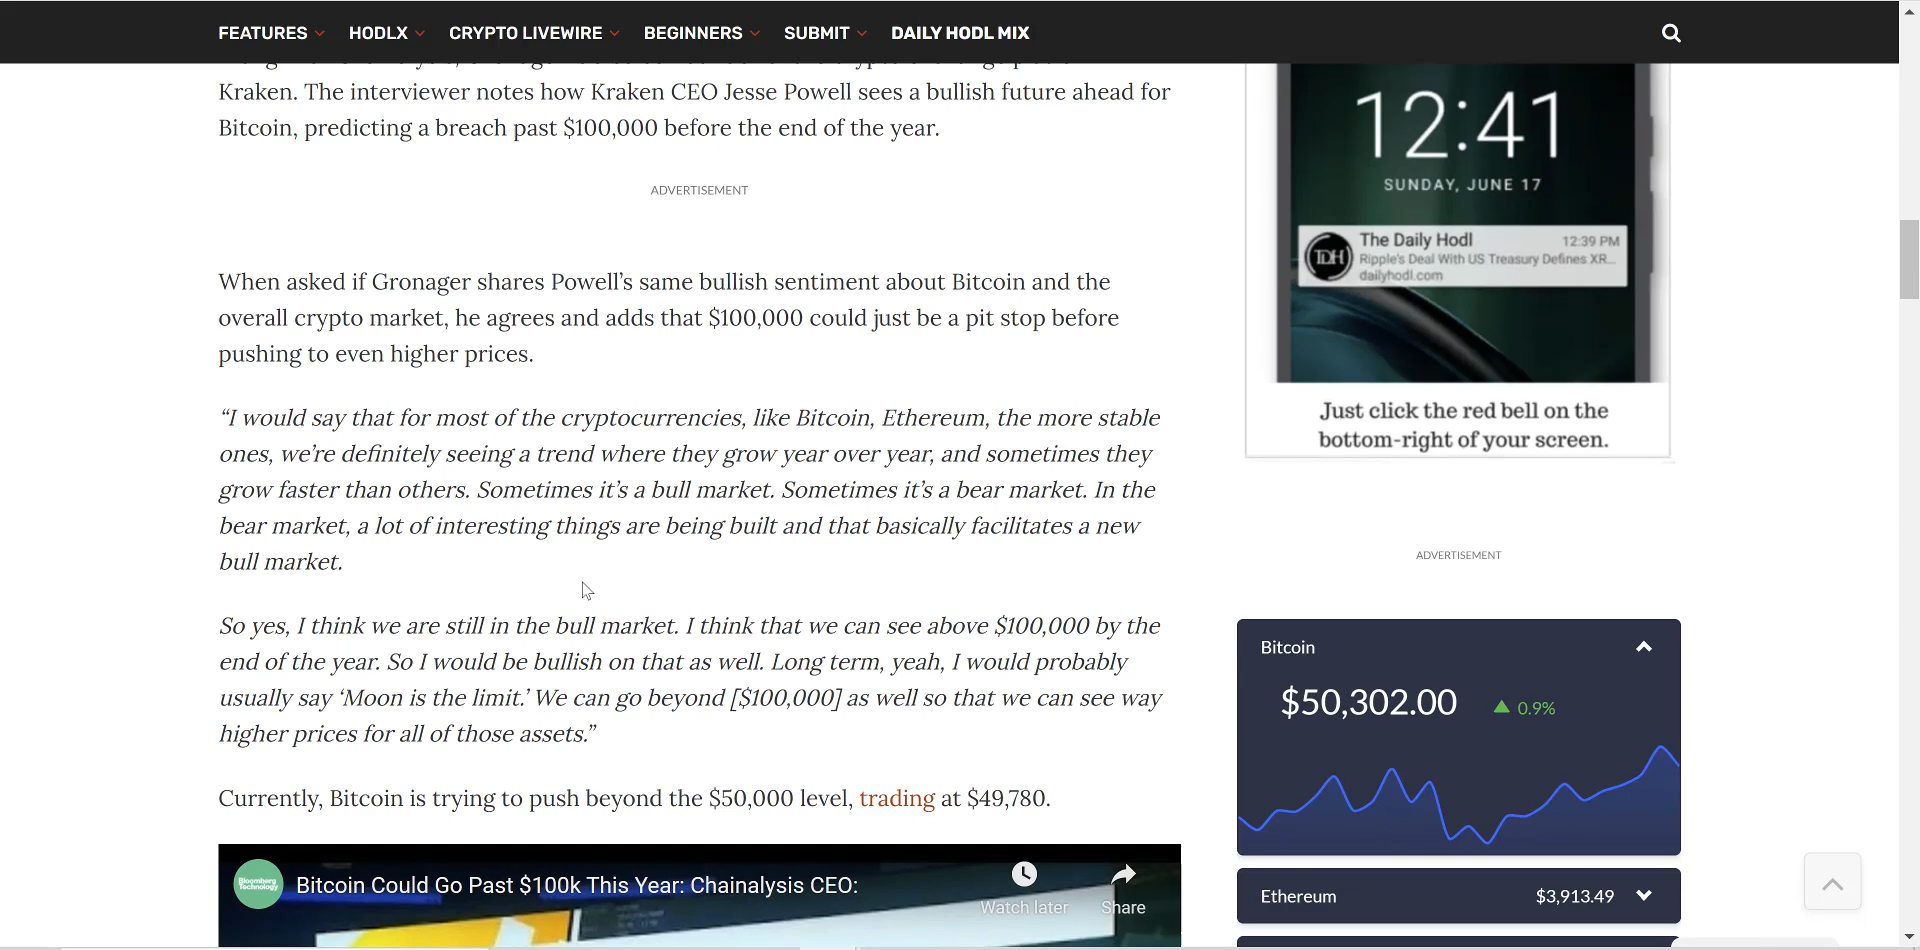 FEATURES HODLX CRYPTO LIVEWIRE BEGINNERS SUBMIT DAILY HODL MIX
Kraken. The interviewer notes how Kraken CEO Jesse Powell sees a bullish future ahead for
Bitcoin, predicting a breach past $100,000 before the end of the year.
ADVERTISEMENT
When asked if Gronager shares Powell’s same bullish sentiment about Bitcoin and the
overall crypto market, he agrees and adds that $100,000 could just be a pit stop before
pushing to even higher prices.
“I would say that for most of the cryptocurrencies, like Bitcoin, Ethereum, the more stable
ones, we’re definitely seeing a trend where they grow year over year, and sometimes they
grow faster than others. Sometimes it’s a bull market. Sometimes it’s a bear market. In the
bear market, a lot of interesting things are being built and that basically facilitates a new
bull market.
So yes, I think we are still in the bull market. I think that we can see above $100,000 by the
end of the year. So I would be bullish on that as well. Long term, yeah, I would probably
usually say ‘Moon is the limit.’ We can go beyond [$100,000] as well so that we can see way
higher prices for all of those assets.”
Currently, Bitcoin is trying to push beyond the $50,000 level, trading at $49,780.
Bloomberg
Technology
Bitcoin Could Go Past $100k This Year: Chainalysis CEO:
Watch later
Share
12:41
SUNDAY, JUNE 17
TDH
The Daily Hodl 12:39 PM
Ripple's Deal With US Treasury Defines XR...
dailyhodl.com
Just click the red bell on the
bottom-right of your screen.
ADVERTISEMENT
Bitcoin
$50,302.00 0.9%
Ethereum $3,913.49